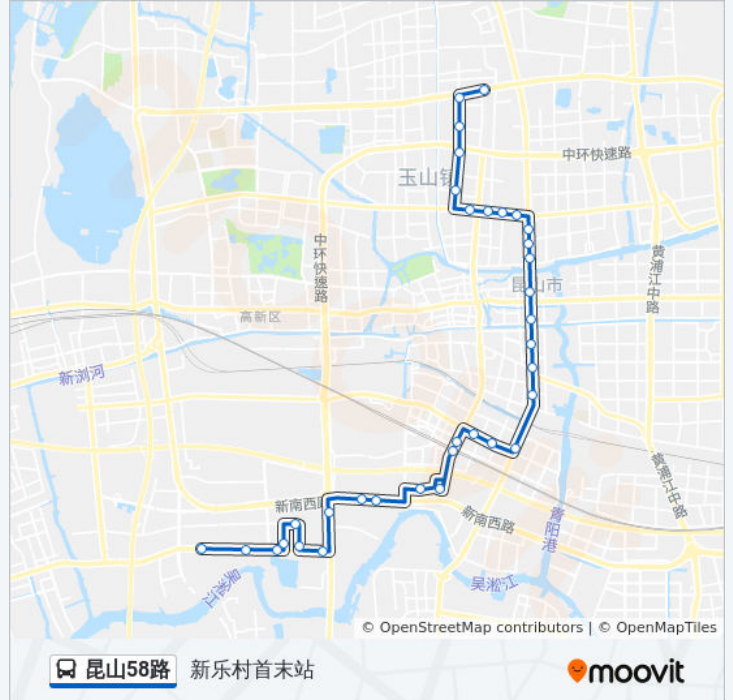 中环快速路
玉山镇
中环快速路
黄浦江中路
昆山市
高新区
新浏河
黄浦江中路
新南西路
新南西路
青阳港
吴淞江
吴淞江
© OpenStreetMap contributors | © OpenMapTiles
昆山58路 新乐村首末站
moovit